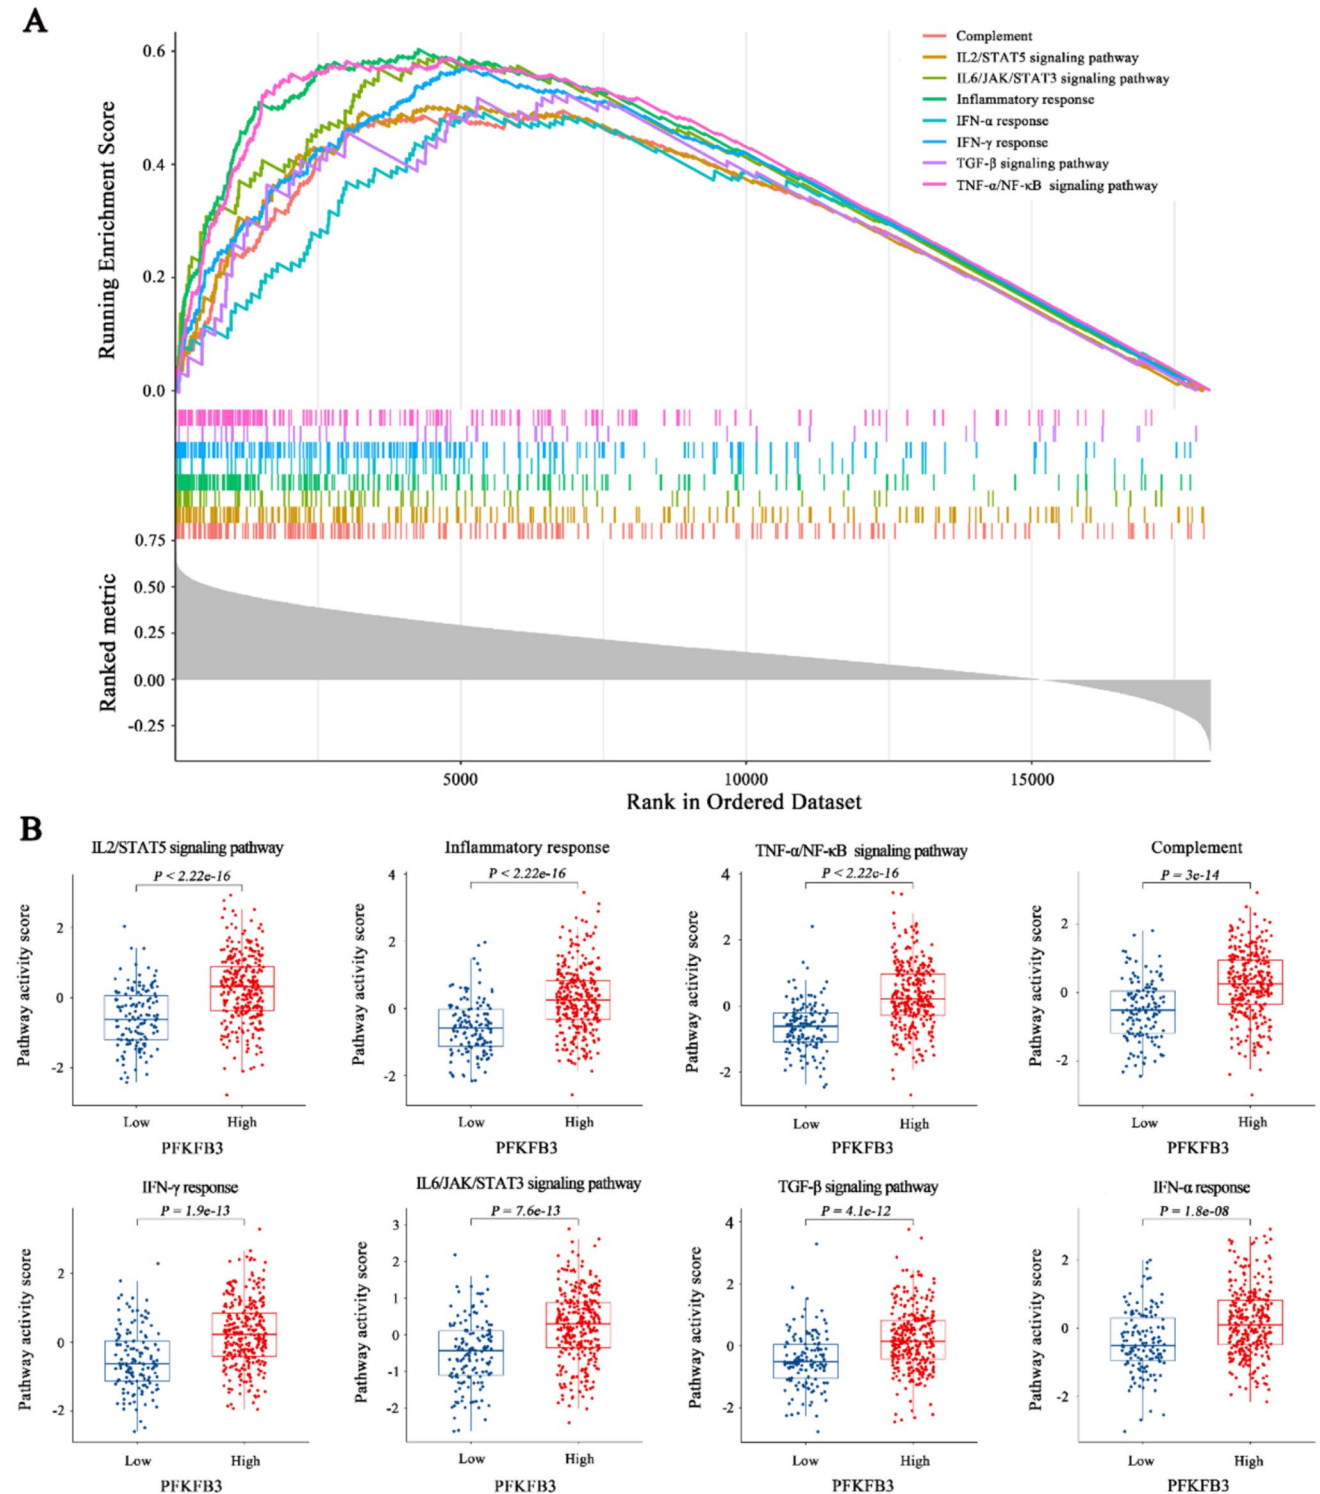 A
Running Enrichment Score
0.6
0.4
0.2
0.0
Complement
IL2/STAT5 signaling pathway
IL6/JAK/STAT3 signaling pathway
Inflammatory response
IFN-α response
IFN-γ response
TGF-β signaling pathway
TNF-α/NF-κB signaling pathway
Ranked metric
0.75
0.50
0.25
0.00
-0.25
5000
10000
15000
Rank in Ordered Dataset
B
IL2/STAT5 signaling pathway
P < 2.22e-16
Pathway activity score
2
0
-2
Low
High
PFKFB3
Inflammatory response
P < 2.22e-16
Pathway activity score
4
2
0
-2
Low
High
PFKFB3
TNF-α/NF-κB signaling pathway
P < 2.22e-16
Pathway activity score
4
2
0
-2
Low
High
PFKFB3
Complement
P = 3e-14
Pathway activity score
2
0
-2
Low
High
PFKFB3
IFN-γ response
P = 1.9e-13
Pathway activity score
2
0
-2
Low
High
PFKFB3
IL6/JAK/STAT3 signaling pathway
P = 7.6e-13
Pathway activity score
3
2
1
0
-1
-2
Low
High
PFKFB3
TGF-β signaling pathway
P = 4.1e-12
Pathway activity score
4
2
0
-2
Low
High
PFKFB3
IFN-α response
P = 1.8e-08
Pathway activity score
2
0
-2
Low
High
PFKFB3